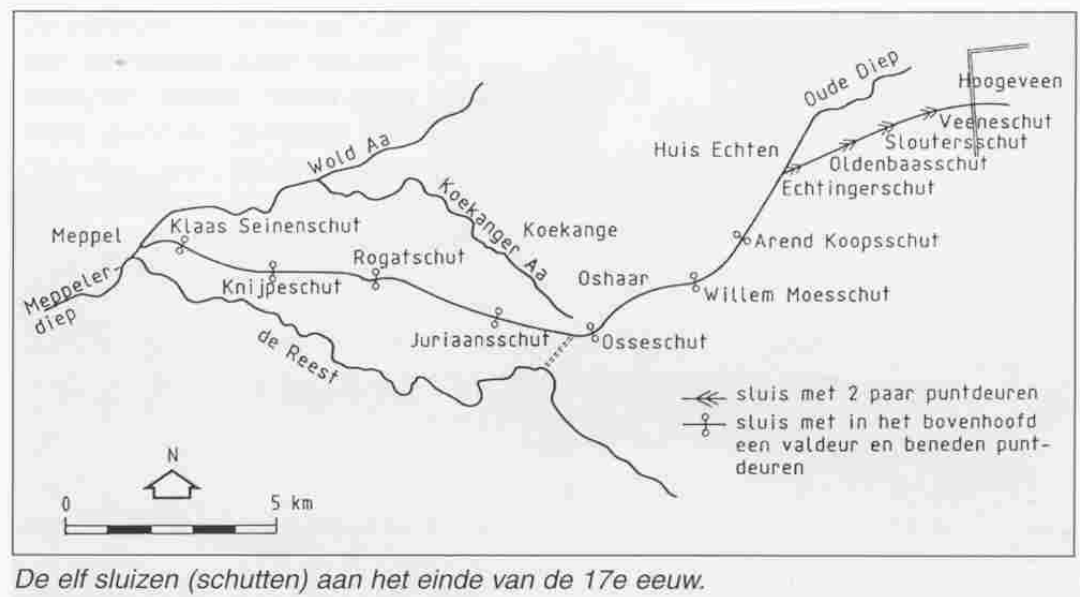 Oude Diep
Hoogeveen
Veeneschut
Sloutersschut
Oldenbaasschut
Echtingerschut
Huis Echten
Wold Aa
Koekanger Aa
Koekange
Meppel
Klaas Seinenschut
Arend Koopsschut
Rogatschut
Oshaar
Meppeler-
diep
Knijpeschut
Willem Moesschut
Juriaansschut
Osseschut
de Reest
sluis met 2 paar puntdeuren
sluis met in het bovenhoofd
een valdeur en beneden punt-
deuren
N
0 5 km
De elf sluizen (schutten) aan het einde van de 17e eeuw.